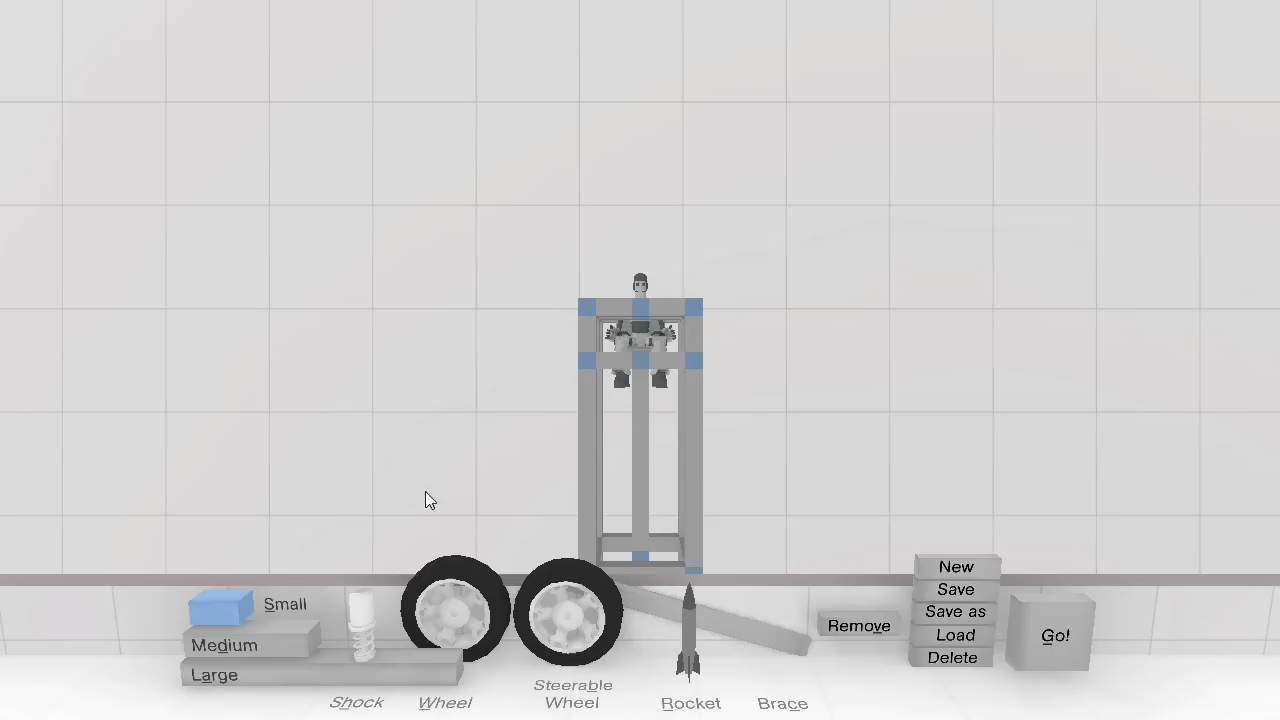 Small
Medium
Large
Shock
Wheel
Steerable
Wheel
Rocket
Brace
Remove
New
Save
Save as
Load
Delete
Go!